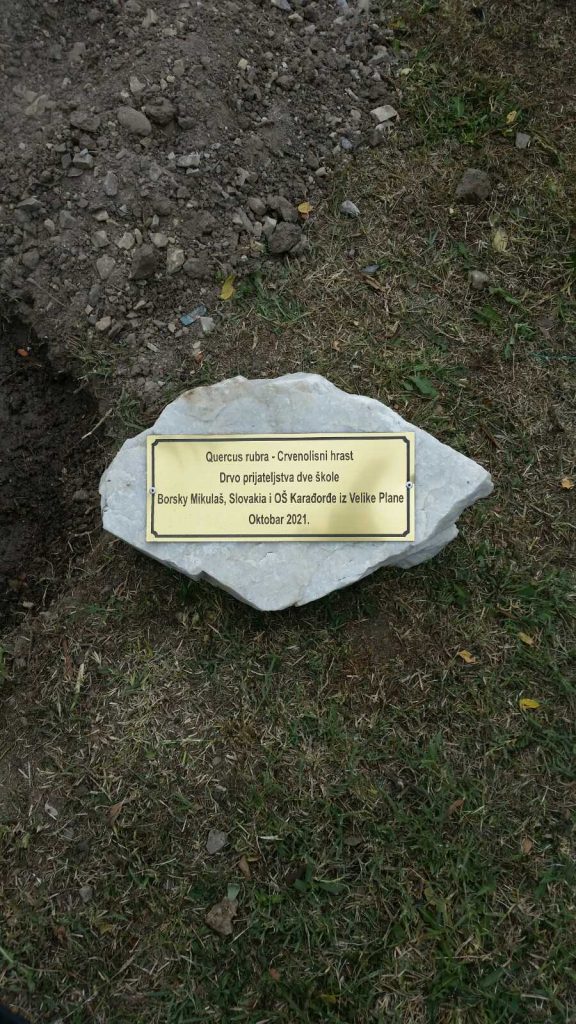 Quercus rubra - Crvenolisni hrast
Drvo prijateljstva dve škole
Borsky Mikulaš, Slovakia i OŠ Karađorđe iz Velike Plane
Oktobar 2021.